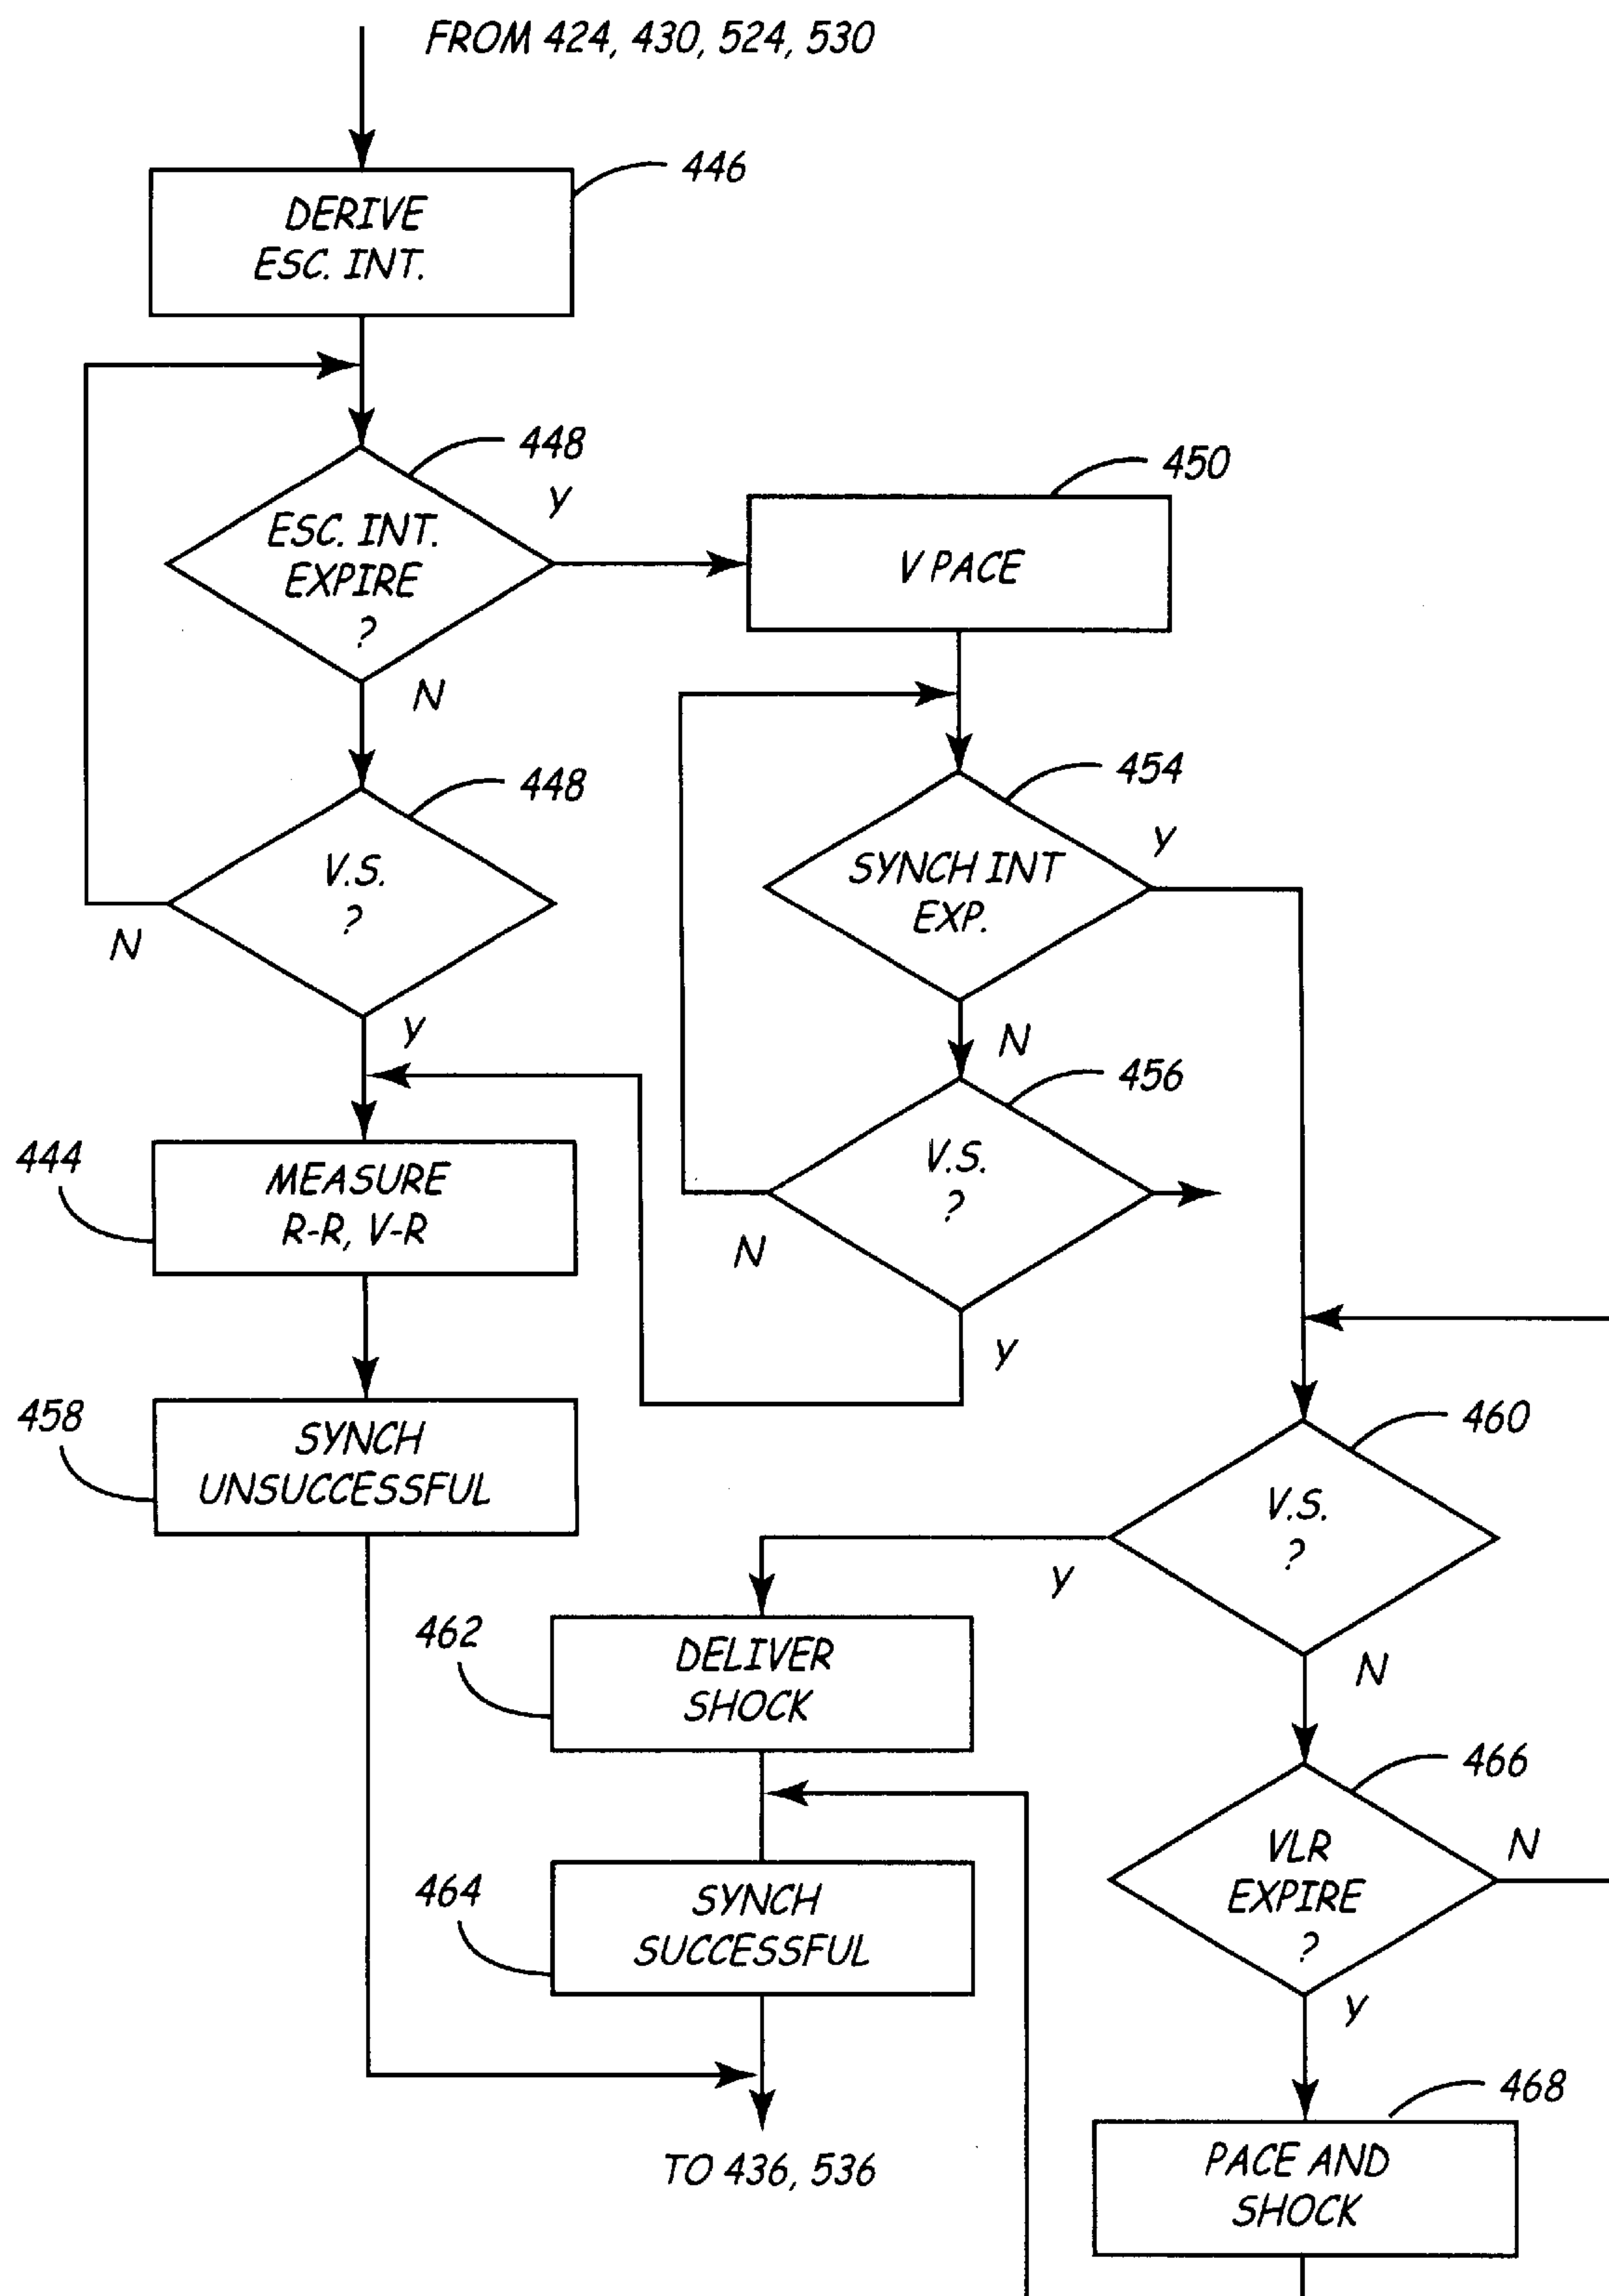 FROM 424, 430, 524, 530
446
DERIVE
ESC. INT.
448
Y
ESC. INT.
EXPIRE
?
N
450
V PACE
448
V.S.
?
N
Y
454
Y
SYNCH INT
EXP.
N
456
V.S.
?
N
Y
444
MEASURE
R-R, V-R
458
SYNCH
UNSUCCESSFUL
460
V.S.
?
Y
N
462
DELIVER
SHOCK
466
VLR
EXPIRE
?
N
Y
464
SYNCH
SUCCESSFUL
468
PACE AND
SHOCK
TO 436, 536